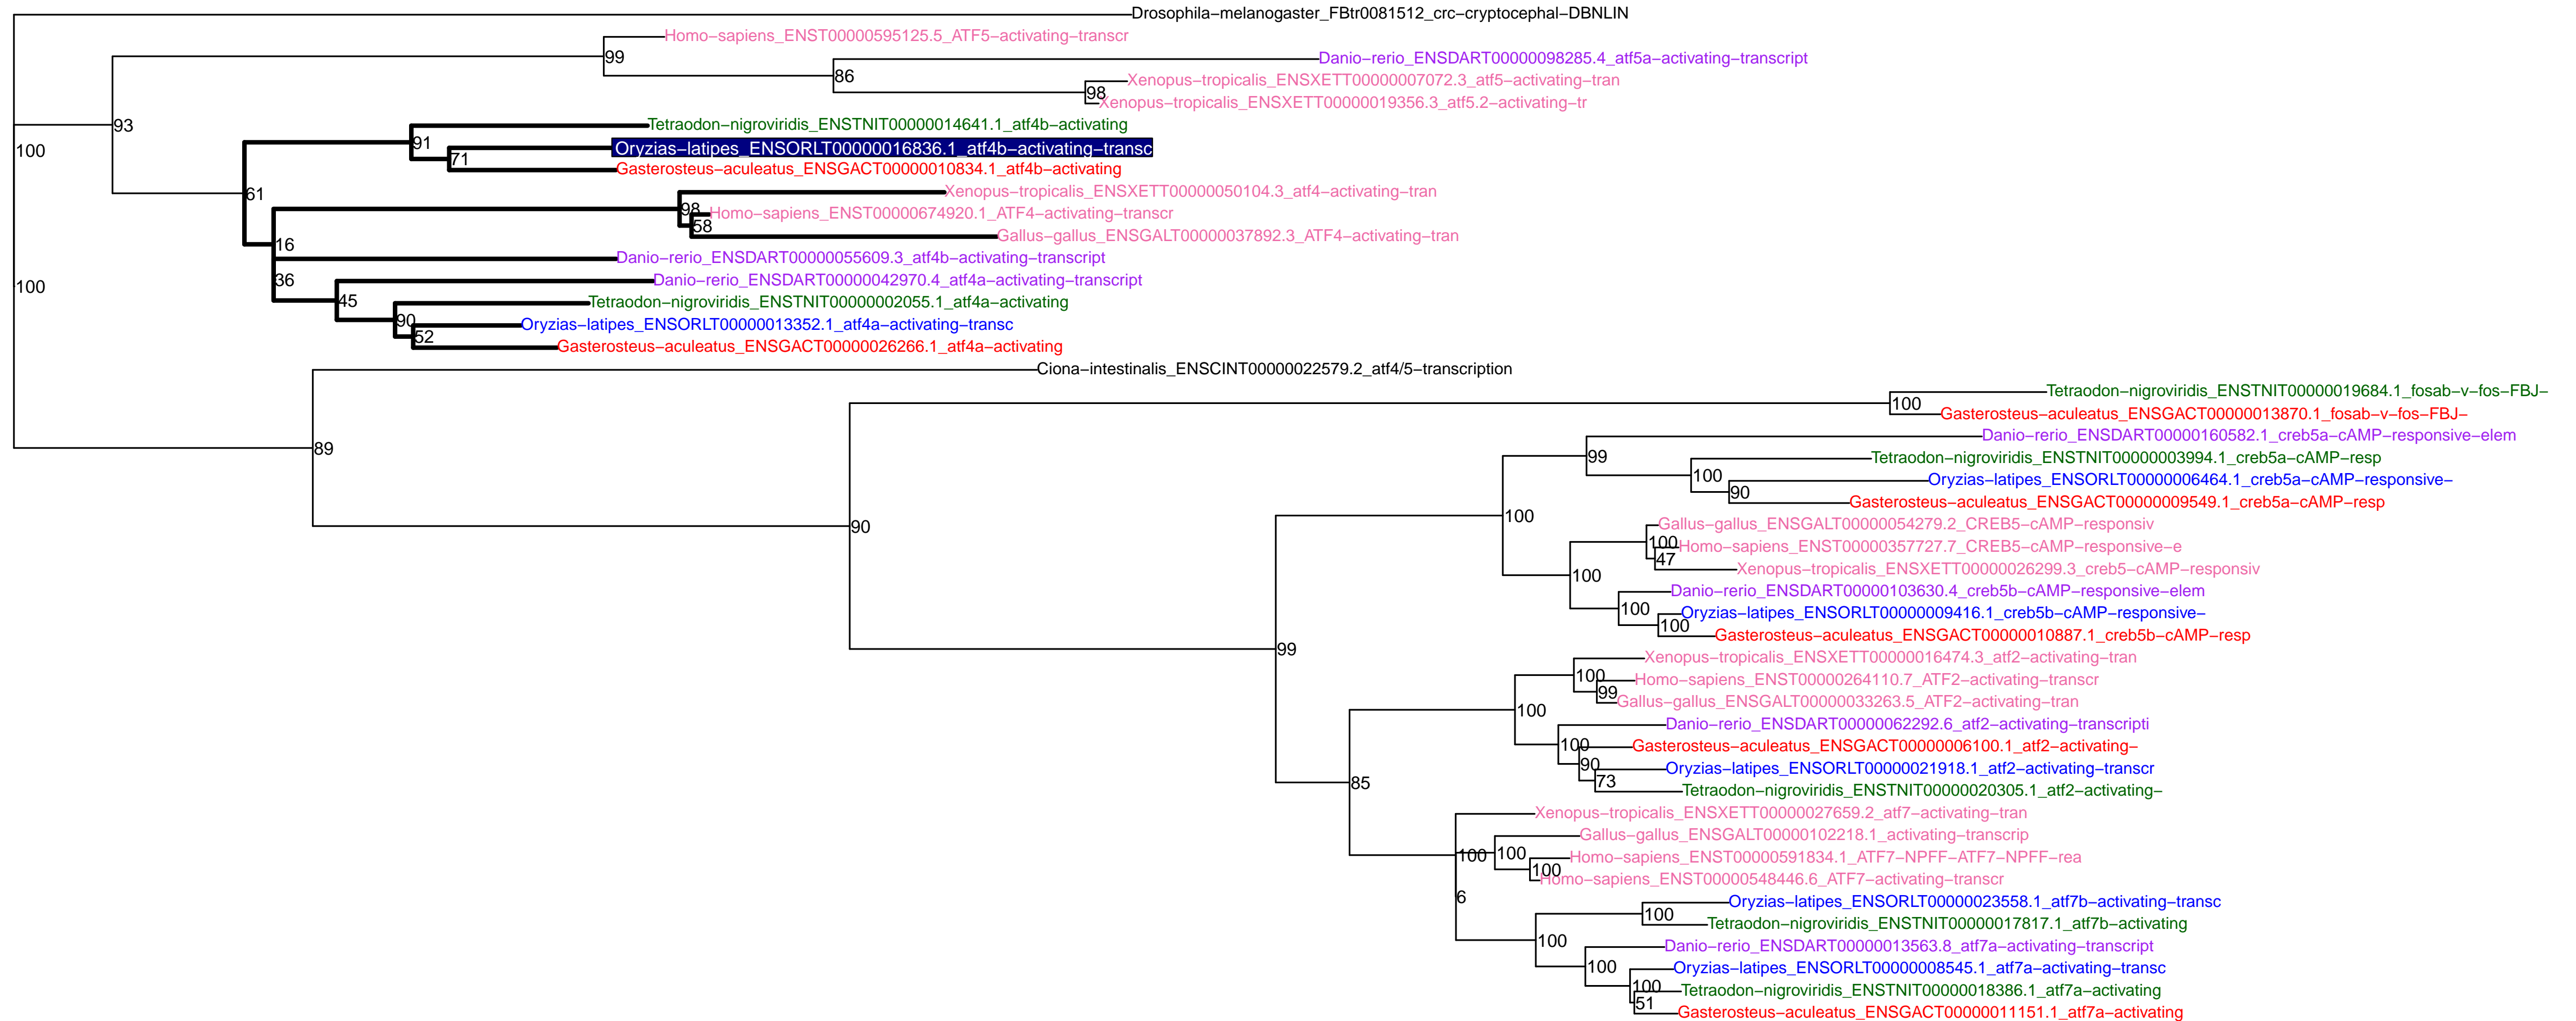 Drosophila−melanogaster_FBtr0081512_crc−cryptocephal−DBNLIN
Homo−sapiens_ENST00000595125.5_ATF5−activating−transcr
99
Danio−rerio_ENSDART00000098285.4_atf5a−activating−transcript
86
Xenopus−tropicalis_ENSXETT00000007072.3_atf5−activating−tran
98
Xenopus−tropicalis_ENSXETT00000019356.3_atf5.2−activating−tr
93
Tetraodon−nigroviridis_ENSTNIT00000014641.1_atf4b−activating
91
100
Oryzias−latipes_ENSORLT00000016836.1_atf4b−activating−transc
71
Gasterosteus−aculeatus_ENSGACT00000010834.1_atf4b−activating
61
Xenopus−tropicalis_ENSXETT00000050104.3_atf4−activating−tran
98
Homo−sapiens_ENST00000674920.1_ATF4−activating−transcr
58
Gallus−gallus_ENSGALT00000037892.3_ATF4−activating−tran
16
Danio−rerio_ENSDART00000055609.3_atf4b−activating−transcript
36
Danio−rerio_ENSDART00000042970.4_atf4a−activating−transcript
100
45
Tetraodon−nigroviridis_ENSTNIT00000002055.1_atf4a−activating
90
Oryzias−latipes_ENSORLT00000013352.1_atf4a−activating−transc
52
Gasterosteus−aculeatus_ENSGACT00000026266.1_atf4a−activating
Ciona−intestinalis_ENSCINT00000022579.2_atf4/5−transcription
89
Tetraodon−nigroviridis_ENSTNIT00000019684.1_fosab−v−fos−FBJ−
100
Gasterosteus−aculeatus_ENSGACT00000013870.1_fosab−v−fos−FBJ−
90
Danio−rerio_ENSDART00000160582.1_creb5a−cAMP−responsive−elem
99
Tetraodon−nigroviridis_ENSTNIT00000003994.1_creb5a−cAMP−resp
100
Oryzias−latipes_ENSORLT00000006464.1_creb5a−cAMP−responsive−
90
Gasterosteus−aculeatus_ENSGACT00000009549.1_creb5a−cAMP−resp
100
Gallus−gallus_ENSGALT00000054279.2_CREB5−cAMP−responsiv
100
Homo−sapiens_ENST00000357727.7_CREB5−cAMP−responsive−e
47
Xenopus−tropicalis_ENSXETT00000026299.3_creb5−cAMP−responsiv
100
Danio−rerio_ENSDART00000103630.4_creb5b−cAMP−responsive−elem
100
Oryzias−latipes_ENSORLT00000009416.1_creb5b−cAMP−responsive−
100
Gasterosteus−aculeatus_ENSGACT00000010887.1_creb5b−cAMP−resp
99
Xenopus−tropicalis_ENSXETT00000016474.3_atf2−activating−tran
100
Homo−sapiens_ENST00000264110.7_ATF2−activating−transcr
99
Gallus−gallus_ENSGALT00000033263.5_ATF2−activating−tran
100
Danio−rerio_ENSDART00000062292.6_atf2−activating−transcripti
100
Gasterosteus−aculeatus_ENSGACT00000006100.1_atf2−activating−
90
Oryzias−latipes_ENSORLT00000021918.1_atf2−activating−transcr
73
Tetraodon−nigroviridis_ENSTNIT00000020305.1_atf2−activating−
85
Xenopus−tropicalis_ENSXETT00000027659.2_atf7−activating−tran
Gallus−gallus_ENSGALT00000102218.1_activating−transcrip
100
100
Homo−sapiens_ENST00000591834.1_ATF7−NPFF−ATF7−NPFF−rea
100
Homo−sapiens_ENST00000548446.6_ATF7−activating−transcr
6
Oryzias−latipes_ENSORLT00000023558.1_atf7b−activating−transc
100
Tetraodon−nigroviridis_ENSTNIT00000017817.1_atf7b−activating
100
Danio−rerio_ENSDART00000013563.8_atf7a−activating−transcript
100
Oryzias−latipes_ENSORLT00000008545.1_atf7a−activating−transc
100
Tetraodon−nigroviridis_ENSTNIT00000018386.1_atf7a−activating
51
Gasterosteus−aculeatus_ENSGACT00000011151.1_atf7a−activating